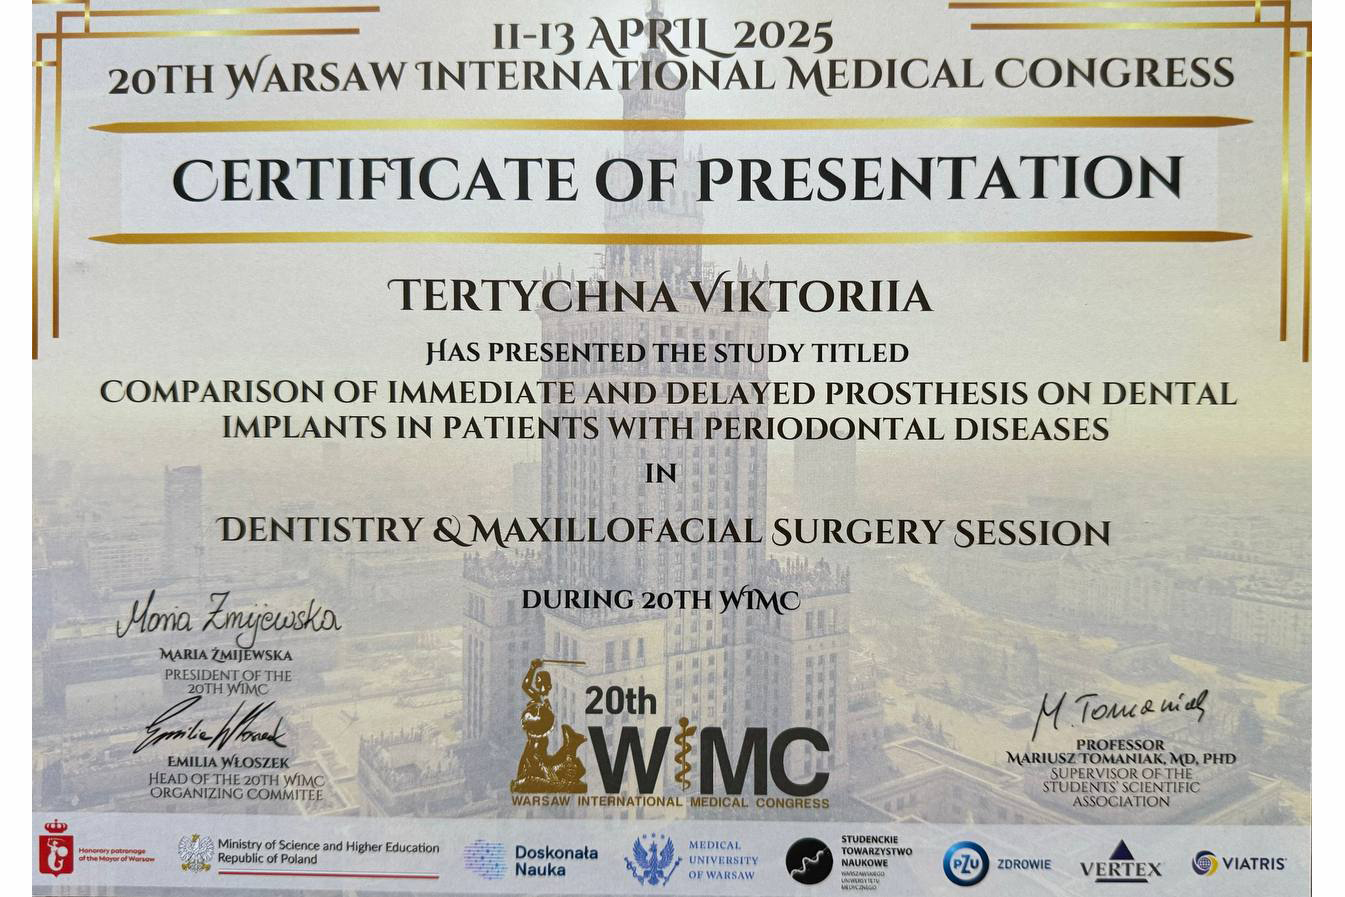 11-13 April 2025
20th Warsaw International Medical Congress
Certificate of Presentation
Tertychna Viktoriia
Has presented the study titled
Comparison of immediate and delayed prosthesis on dental
implants in patients with periodontal diseases
in
Dentistry & Maxillofacial Surgery Session
during 20th WIMC
Maria Żmijewska
Maria Żmijewska
President of the
20th WIMC
Emilia Włoszek
Emilia Włoszek
Head of the 20th WIMC
Organizing Commitee
20th
WIMC
WARSAW INTERNATIONAL MEDICAL CONGRESS
M. Tomaniak
Professor
Mariusz Tomaniak, MD, PhD
Supervisor of the
Students' Scientific
Association
Honorary patronage
of the Mayor of Warsaw
Ministry of Science and Higher Education
Republic of Poland
Doskonała
Nauka
MEDICAL
UNIVERSITY
OF WARSAW
STUDENCKIE
TOWARZYSTWO
NAUKOWE
WARSZAWSKIEGO
UNIWERSYTETU
MEDYCZNEGO
PZU
ZDROWIE
VERTEX
VIATRIS